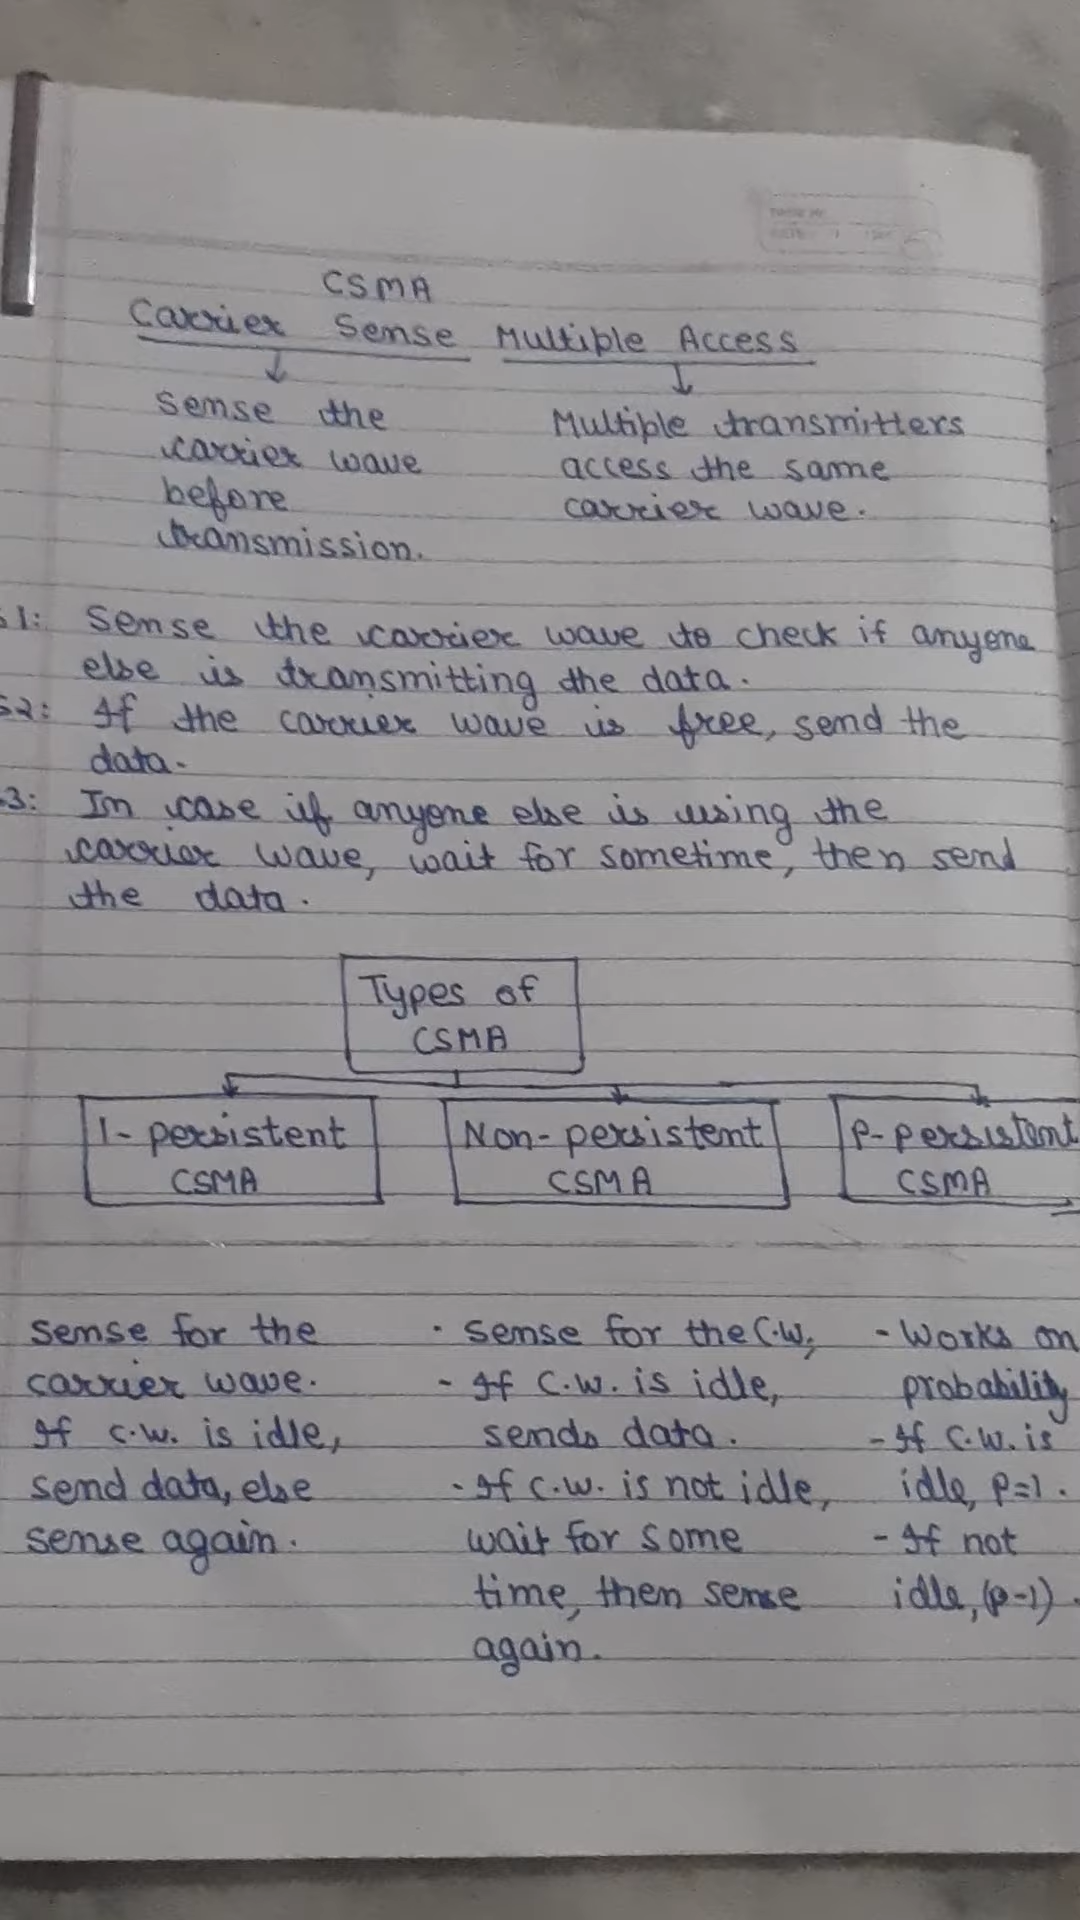 CSMA
Carrier Sense Multiple Access
sense the
carrier wave
before
transmission.
Multiple transmitters
access the same
carrier wave.
1: Sense the carrier wave to check if anyone
else is transmitting the data.
S2: If the carrier wave is free, send the
data.
3: In case if anyone else is using the
carrier wave, wait for sometime, then send
the data.
Types of
CSMA
1-persistent
CSMA
Non-persistent
CSMA
P-persistent
CSMA
sense for the
carrier wave.
If c.w. is idle,
send data, else
sense again.
· sense for the C.W,
- If C.W. is idle,
sends data.
- If C.W. is not idle,
wait for some
time, then sense
again.
- Works on
probability
- If C.W. is
idle, P=1.
- If not
idle, (p-1).